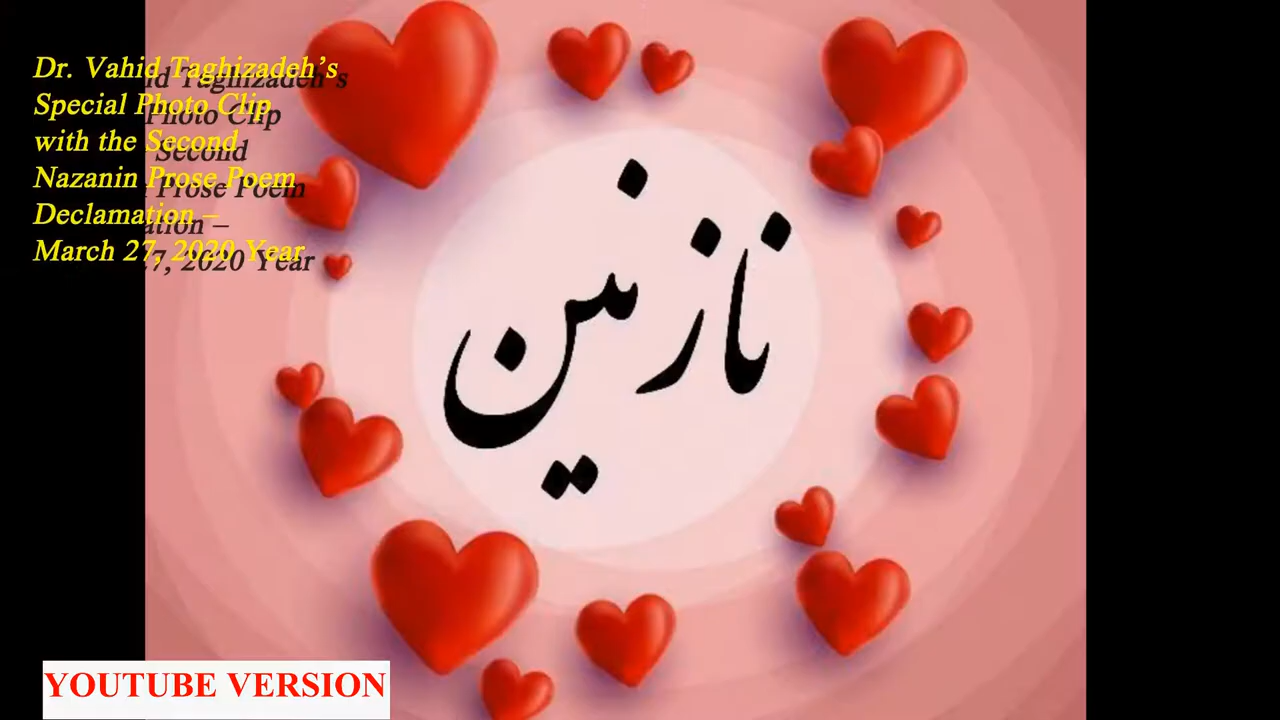 Dr. Vahid Taghizadeh's
Special Photo Clip
with the Second
Nazanin Prose Poem
Declamation –
March 27, 2020 Year
نازنین
YOUTUBE VERSION